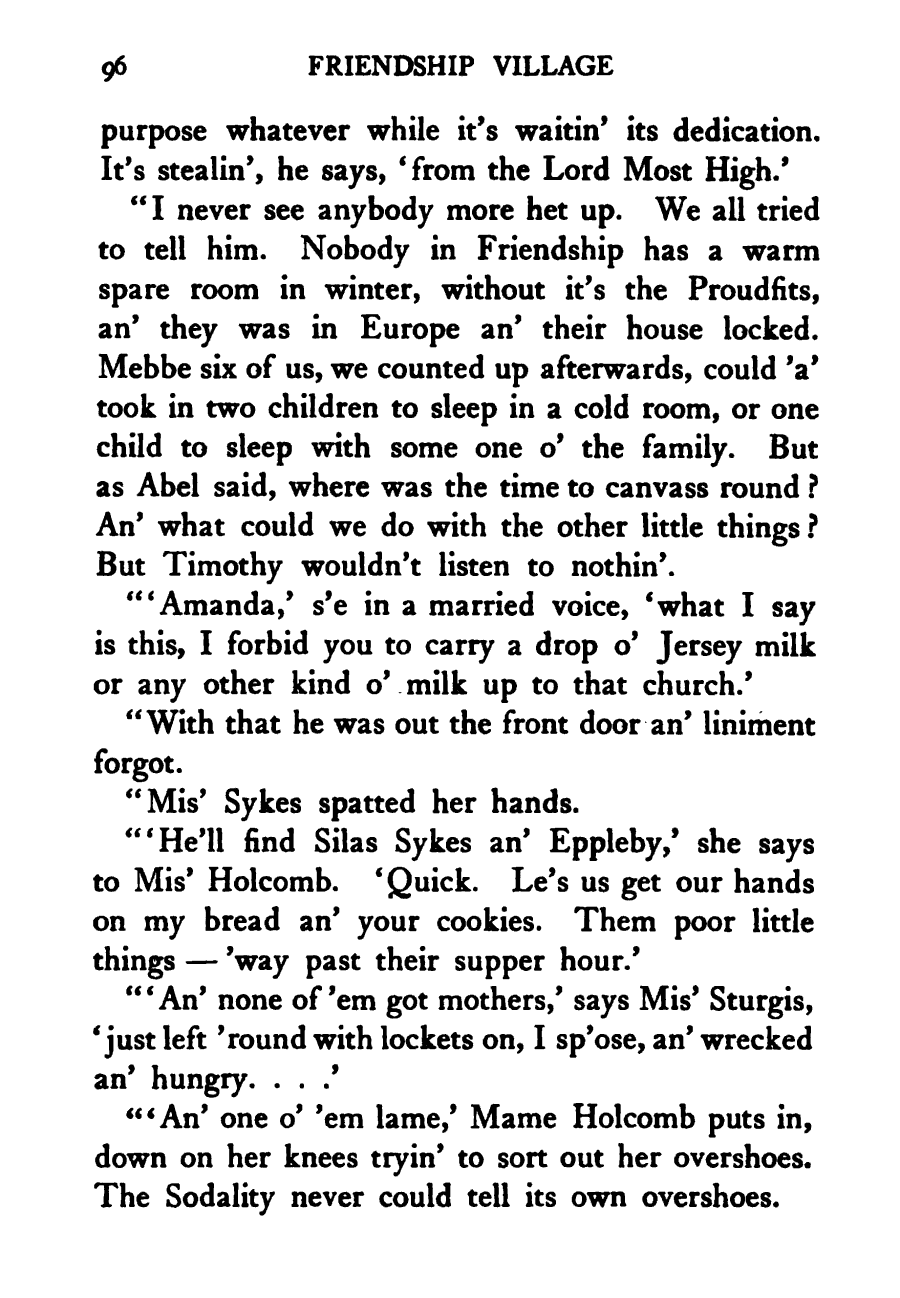 96 FRIENDSHIP VILLAGE
purpose whatever while it's waitin' its dedication.
It's stealin', he says, 'from the Lord Most High.'
"I never see anybody more het up. We all tried
to tell him. Nobody in Friendship has a warm
spare room in winter, without it's the Proudfits,
an' they was in Europe an' their house locked.
Mebbe six of us, we counted up afterwards, could 'a'
took in two children to sleep in a cold room, or one
child to sleep with some one o' the family. But
as Abel said, where was the time to canvass round?
An' what could we do with the other little things?
But Timothy wouldn't listen to nothin'.
"'Amanda,' s'e in a married voice, 'what I say
is this, I forbid you to carry a drop o' Jersey milk
or any other kind o' milk up to that church.'
"With that he was out the front door an' liniment
forgot.
"Mis' Sykes spatted her hands.
"'He'll find Silas Sykes an' Eppleby,' she says
to Mis' Holcomb. 'Quick. Le's us get our hands
on my bread an' your cookies. Them poor little
things — 'way past their supper hour.'
"'An' none of 'em got mothers,' says Mis' Sturgis,
'just left 'round with lockets on, I sp'ose, an' wrecked
an' hungry. . . .'
"'An' one o' 'em lame,' Mame Holcomb puts in,
down on her knees tryin' to sort out her overshoes.
The Sodality never could tell its own overshoes.